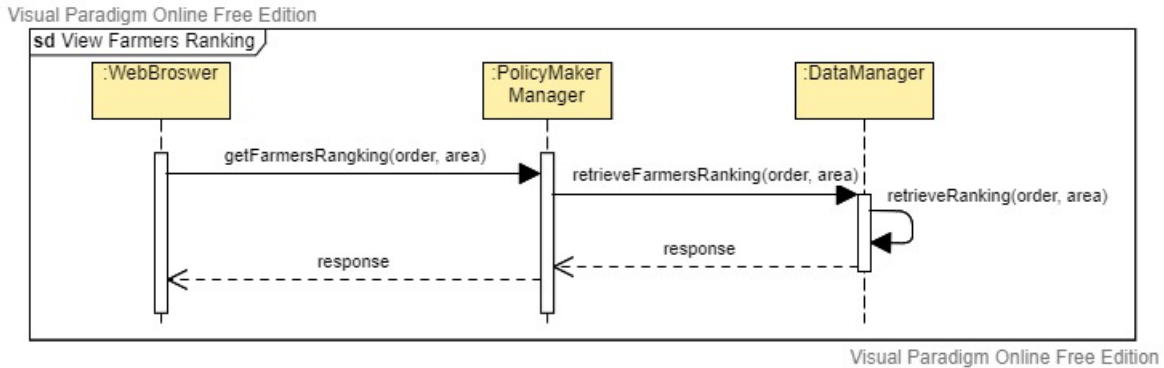 Visual Paradigm Online Free Edition
sd View Farmers Ranking
:WebBroswer
:PolicyMaker
Manager
:DataManager
getFarmersRangking(order, area)
retrieveFarmersRanking(order, area)
retrieveRanking(order, area)
response
response
Visual Paradigm Online Free Edition